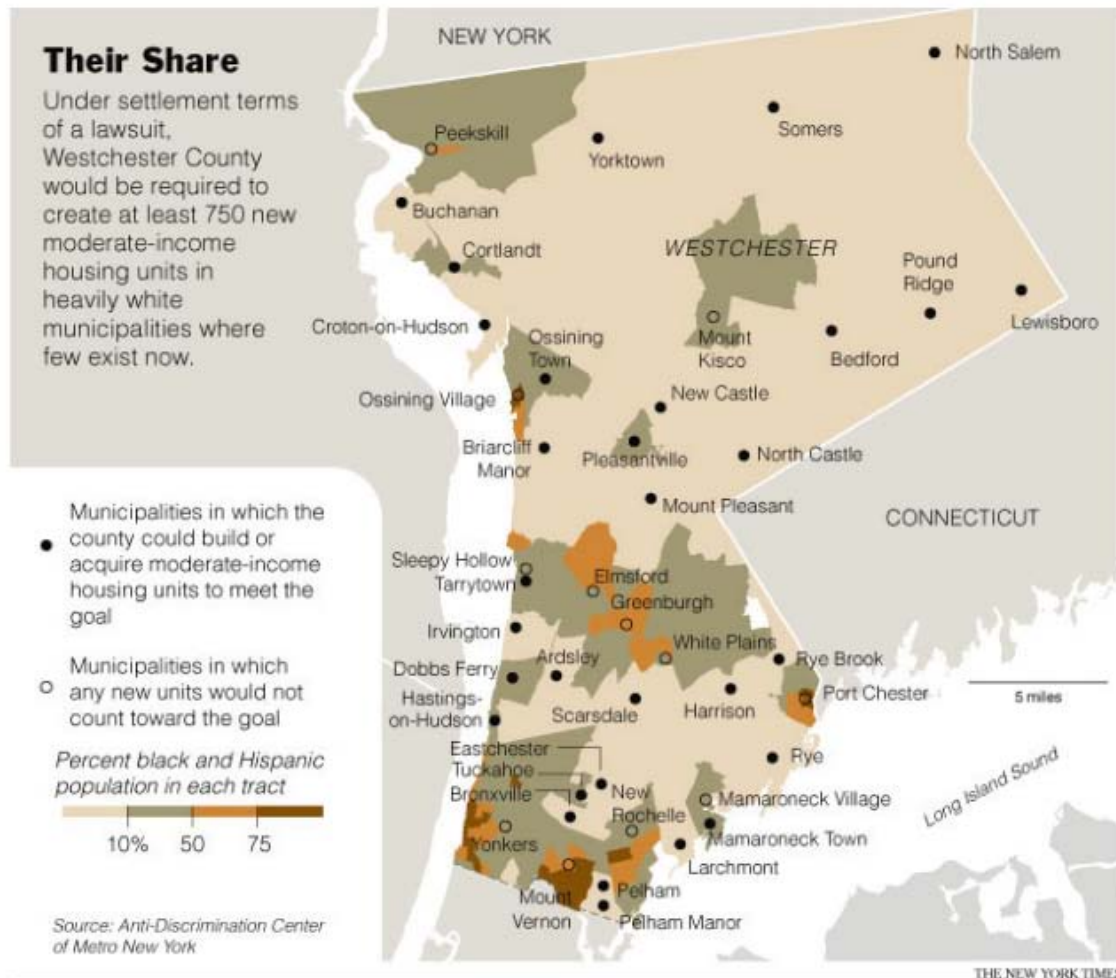 Their Share
Under settlement terms
of a lawsuit,
Westchester County
would be required to
create at least 750 new
moderate-income
housing units in
heavily white
municipalities where
few exist now.
NEW YORK
North Salem
Somers
Peekskill
Yorktown
Buchanan
Cortlandt
WESTCHESTER
Pound
Ridge
Lewisboro
Croton-on-Hudson
Mount
Kisco
Bedford
Ossining
Town
Ossining Village
New Castle
Briarcliff
Manor
Pleasantville
North Castle
Mount Pleasant
CONNECTICUT
Municipalities in which the
county could build or
acquire moderate-income
housing units to meet the
goal
Municipalities in which
any new units would not
count toward the goal
Percent black and Hispanic
population in each tract
10% 50 75
Sleepy Hollow
Tarrytown
Elmsford
Greenburgh
Irvington
White Plains
Rye Brook
Dobbs Ferry
Ardsley
Port Chester
5 miles
Hastings-
on-Hudson
Scarsdale
Harrison
Eastchester
Tuckahoe
Bronxville
Rye
New
Rochelle
Mamaroneck Village
Long Island Sound
Yonkers
Mamaroneck Town
Larchmont
Mount
Vernon
Pelham
Pelham Manor
Source: Anti-Discrimination Center
of Metro New York
THE NEW YORK TIME